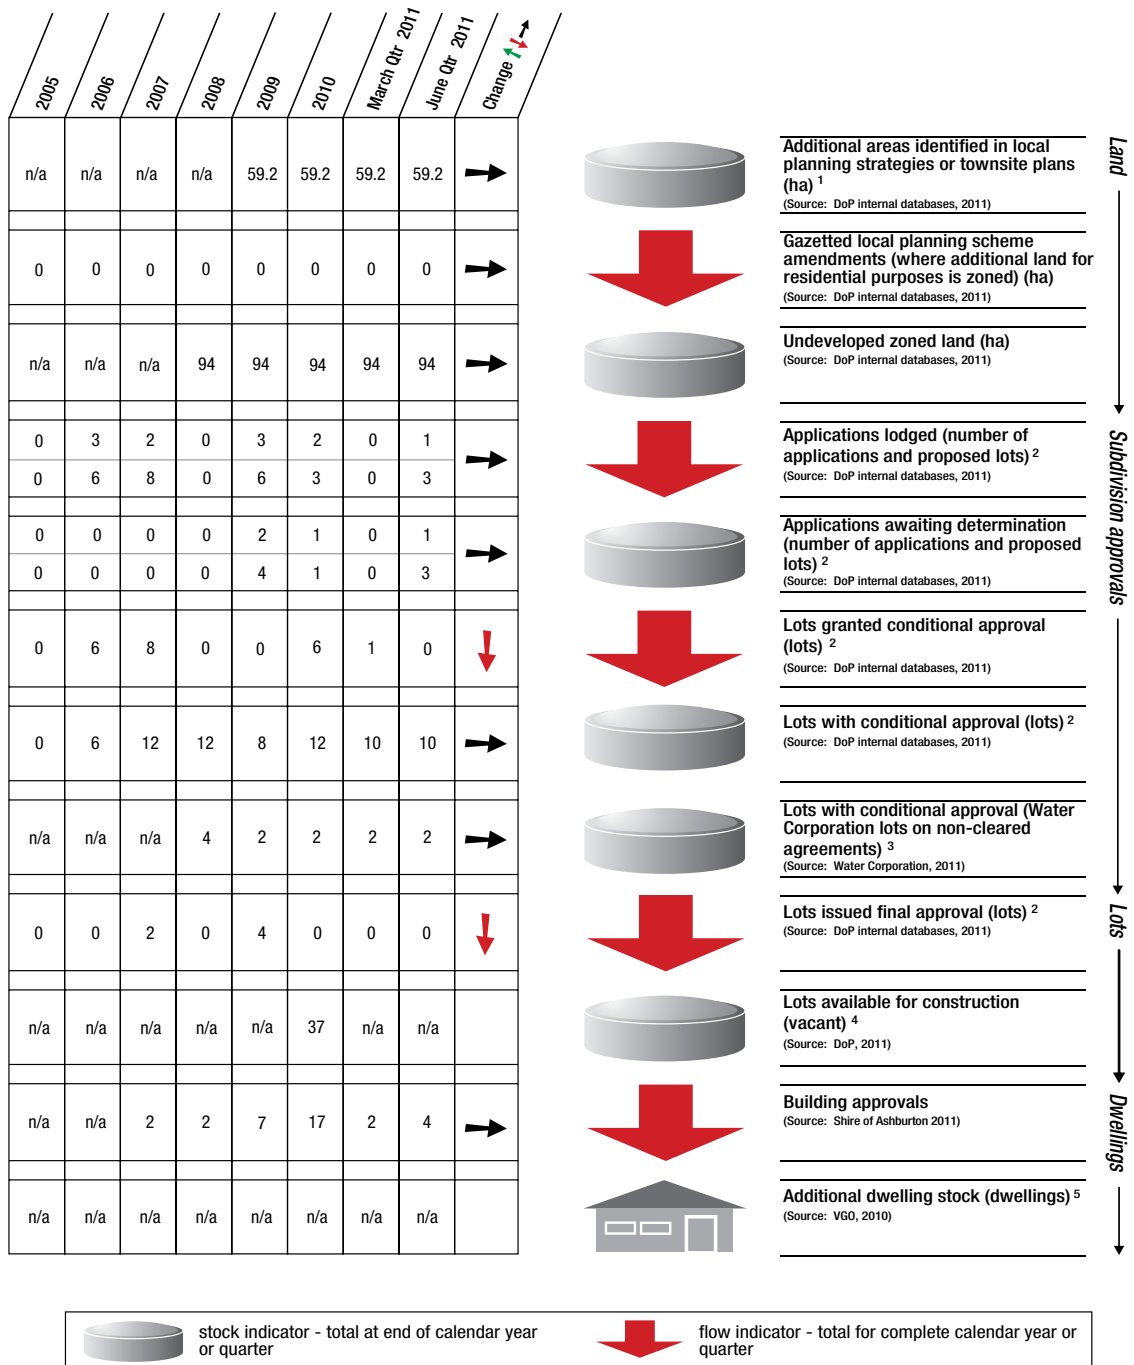 2005 2006 2007 2008 2009 2010 March Qtr 2011 June Qtr 2011 Change
n/a n/a n/a n/a 59.2 59.2 59.2 59.2
Additional areas identified in local
planning strategies or townsite plans
(ha) 1
(Source: DoP internal databases, 2011)
Land
0 0 0 0 0 0 0 0
Gazetted local planning scheme
amendments (where additional land for
residential purposes is zoned) (ha)
(Source: DoP internal databases, 2011)
n/a n/a n/a 94 94 94 94 94
Undeveloped zoned land (ha)
(Source: DoP internal databases, 2011)
0 3 2 0 3 2 0 1
0 6 8 0 6 3 0 3
Applications lodged (number of
applications and proposed lots) 2
(Source: DoP internal databases, 2011)
Subdivision approvals
0 0 0 0 2 1 0 1
0 0 0 0 4 1 0 3
Applications awaiting determination
(number of applications and proposed
lots) 2
(Source: DoP internal databases, 2011)
0 6 8 0 0 6 1 0
Lots granted conditional approval
(lots) 2
(Source: DoP internal databases, 2011)
0 6 12 12 8 12 10 10
Lots with conditional approval (lots) 2
(Source: DoP internal databases, 2011)
n/a n/a n/a 4 2 2 2 2
Lots with conditional approval (Water
Corporation lots on non-cleared
agreements) 3
(Source: Water Corporation, 2011)
0 0 2 0 4 0 0 0
Lots issued final approval (lots) 2
(Source: DoP internal databases, 2011)
Lots
n/a n/a n/a n/a n/a 37 n/a n/a
Lots available for construction
(vacant) 4
(Source: DoP, 2011)
n/a n/a 2 2 7 17 2 4
Building approvals
(Source: Shire of Ashburton 2011)
Dwellings
n/a n/a n/a n/a n/a n/a n/a n/a
Additional dwelling stock (dwellings) 5
(Source: VGO, 2010)
stock indicator - total at end of calendar year
or quarter
flow indicator - total for complete calendar year or
quarter